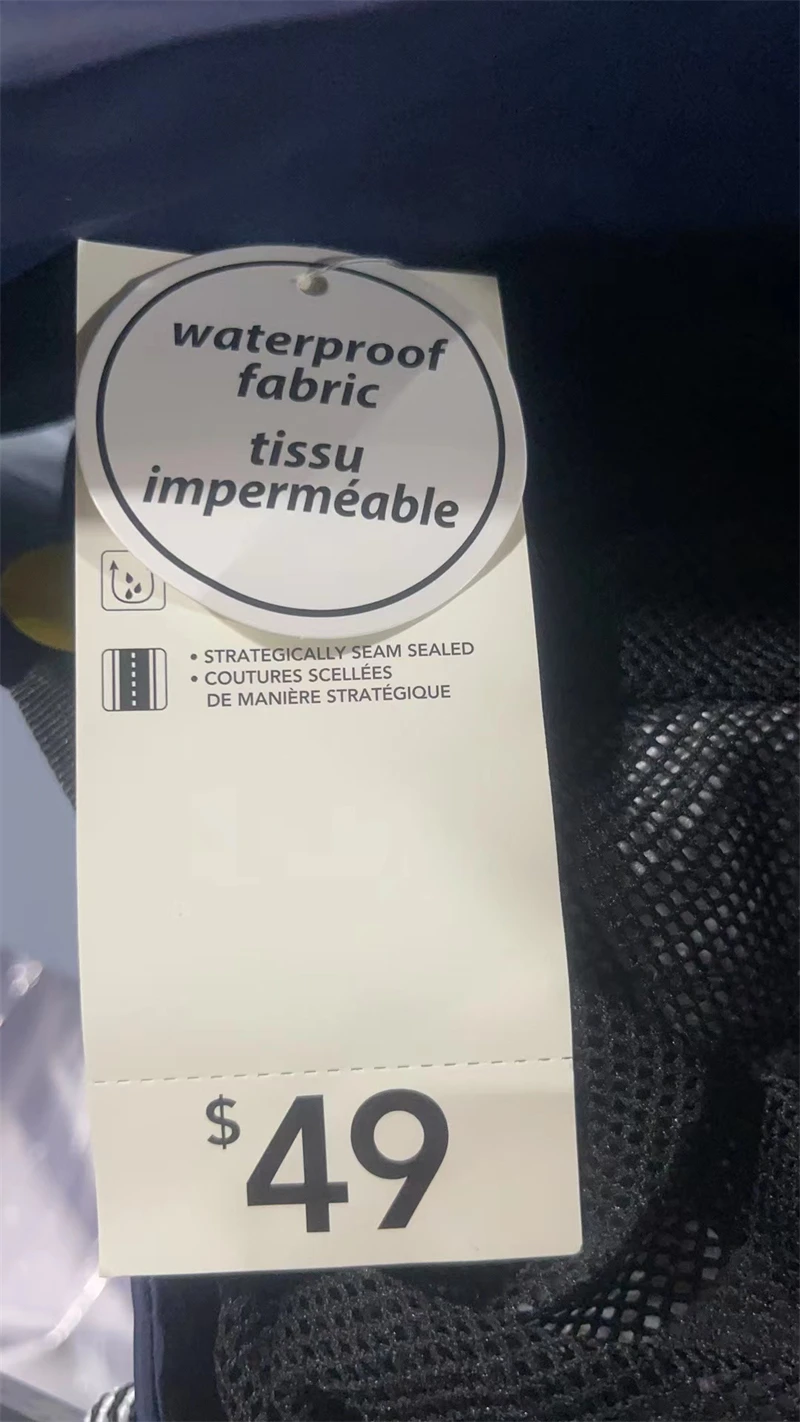 waterproof
fabric
tissu
imperméable
• STRATEGICALLY SEAM SEALED
• COUTURES SCELLÉES
DE MANIÈRE STRATÉGIQUE
$49